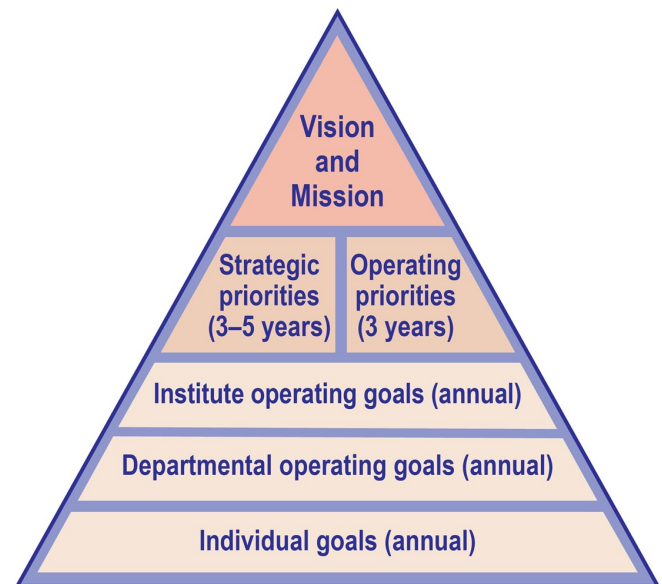 Vision
and
Mission
Strategic
priorities
(3–5 years)
Operating
priorities
(3 years)
Institute operating goals (annual)
Departmental operating goals (annual)
Individual goals (annual)